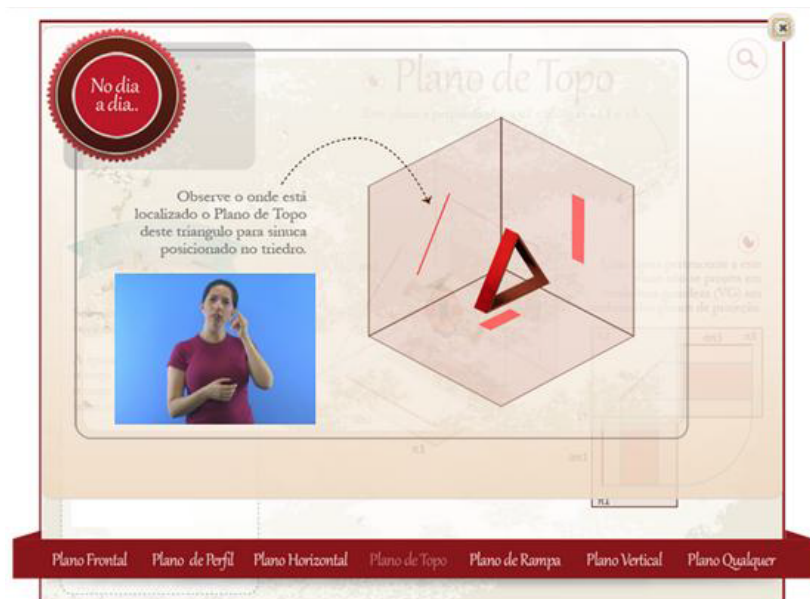 No dia
a dia..
Plano de Topo
Observe o onde está
localizado o Plano de Topo
deste triangulo para sinuca
posicionado no triedro.
π1
Plano Frontal
Plano de Perfil
Plano Horizontal
Plano de Topo
Plano de Rampa
Plano Vertical
Plano Qualquer